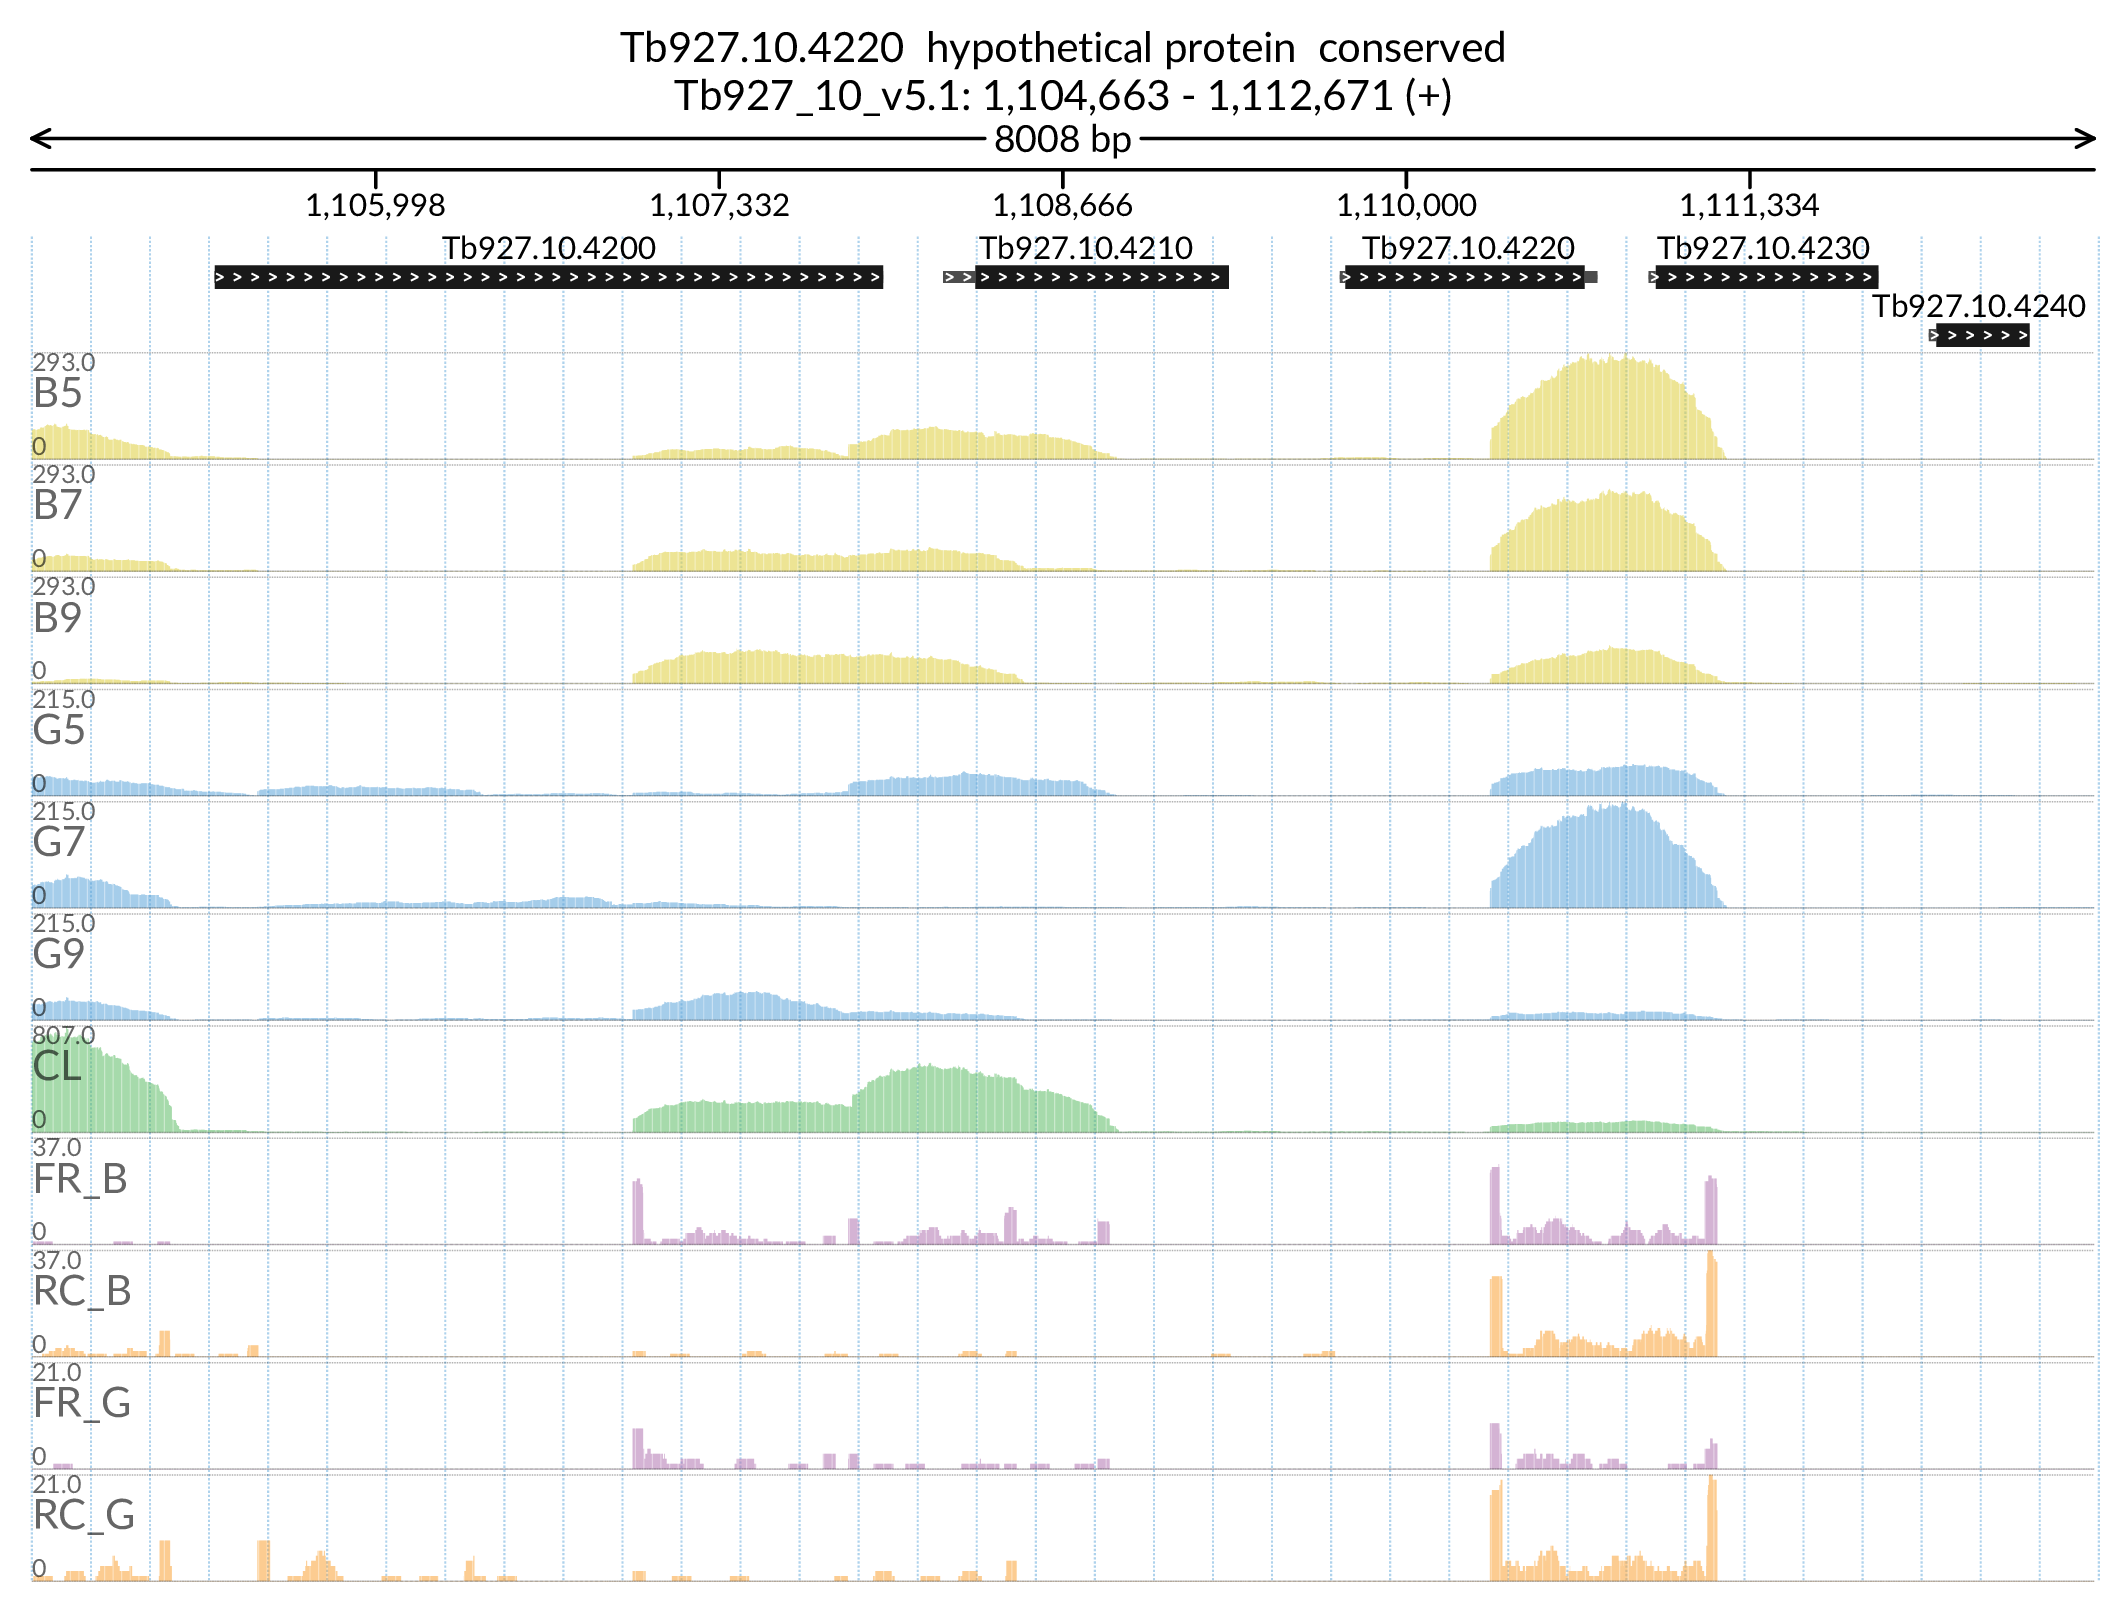 Tb927.10.4220  hypothetical protein  conserved
Tb927_10_v5.1: 1,104,663 - 1,112,671 (+)
8008 bp
1,105,998 1,107,332 1,108,666 1,110,000 1,111,334
Tb927.10.4200 Tb927.10.4210 Tb927.10.4220 Tb927.10.4230
Tb927.10.4240
293.0
B5
0
293.0
B7
0
293.0
B9
0
215.0
G5
0
215.0
G7
0
215.0
G9
0
807.0
CL
0
37.0
FR_B
0
37.0
RC_B
0
21.0
FR_G
0
21.0
RC_G
0